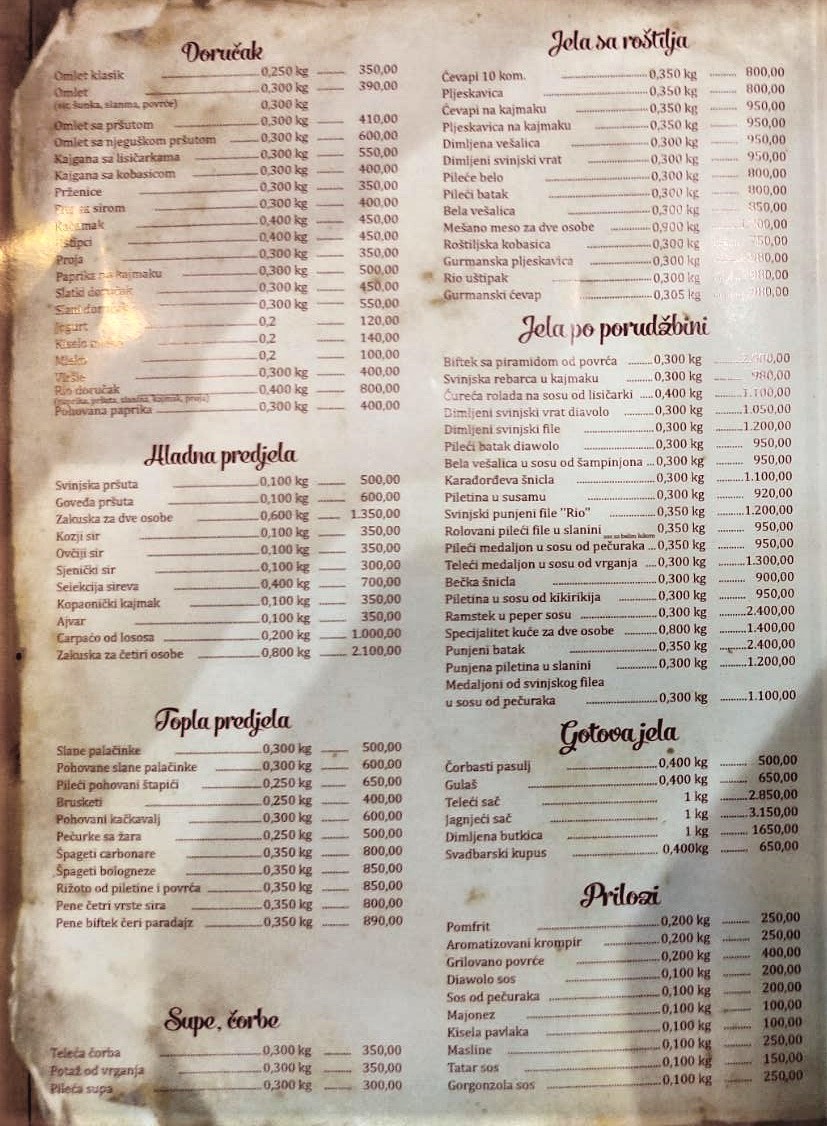 Doručak
Omlet klasik 0,250 kg 350,00
Omlet 0,300 kg 390,00
(sir, šunka, slanina, povrće) 0,300 kg
Omlet sa pršutom 0,300 kg 410,00
Omlet sa njeguškom pršutom 0,300 kg 600,00
Kajgana sa lisičarkama 0,300 kg 550,00
Kajgana sa kobasicom 0,300 kg 400,00
Prženice 0,300 kg 350,00
sa sirom 0,300 kg 400,00
Kačamak 0,400 kg 450,00
Uštipci 0,400 kg 450,00
Proja 0,300 kg 350,00
Paprika na kajmaku 0,300 kg 500,00
Slatki doručak 0,300 kg 450,00
Slani doručak 0,300 kg 550,00
Jogurt 0,2 120,00
Kiselo mleko 0,2 140,00
Mleko 0,2 100,00
Viršle 0,300 kg 400,00
Rio doručak 0,400 kg 800,00
(paprika, pršuta, slanina, kajmak, proja)
Pohovana paprika 0,300 kg 400,00
Hladna predjela
Svinjska pršuta 0,100 kg 500,00
Goveđa pršuta 0,100 kg 600,00
Zakuska za dve osobe 0,600 kg 1.350,00
Kozji sir 0,100 kg 350,00
Ovčiji sir 0,100 kg 350,00
Sjenički sir 0,100 kg 300,00
Selekcija sireva 0,400 kg 700,00
Kopaonički kajmak 0,100 kg 350,00
Ajvar 0,100 kg 350,00
Carpaćo od lososa 0,200 kg 1.000,00
Zakuska za četiri osobe 0,800 kg 2.100,00
Topla predjela
Slane palačinke 0,300 kg 500,00
Pohovane slane palačinke 0,300 kg 600,00
Pileći pohovani štapići 0,250 kg 650,00
Brusketi 0,250 kg 400,00
Pohovani kačkavalj 0,300 kg 600,00
Pečurke sa žara 0,250 kg 500,00
Špageti carbonare 0,350 kg 800,00
Špageti bologneze 0,350 kg 850,00
Rižoto od piletine i povrća 0,350 kg 850,00
Pene četri vrste sira 0,350 kg 800,00
Pene biftek čeri paradajz 0,350 kg 890,00
Supe, čorbe
Teleća čorba 0,300 kg 350,00
Potaž od vrganja 0,300 kg 350,00
Pileća supa 0,300 kg 300,00
Jela sa roštilja
Ćevapi 10 kom. 0,350 kg 800,00
Pljeskavica 0,350 kg 800,00
Ćevapi na kajmaku 0,350 kg 950,00
Pljeskavica na kajmaku 0,350 kg 950,00
Dimljena vešalica 0,300 kg 950,00
Dimljeni svinjski vrat 0,300 kg 950,00
Pileće belo 0,300 kg 800,00
Pileći batak 0,300 kg 800,00
Bela vešalica 0,300 kg 850,00
Mešano meso za dve osobe 0,900 kg
Roštiljska kobasica 0,300 kg
Gurmanska pljeskavica 0,300 kg
Rio uštipak 0,300 kg
Gurmanski ćevap 0,305 kg
Jela po porudžbini
Biftek sa piramidom od povrća 0,300 kg
Svinjska rebarca u kajmaku 0,300 kg 980,00
Ćureća rolada na sosu od lisičarki 0,400 kg 1.100,00
Dimljeni svinjski vrat diavolo 0,300 kg 1.050,00
Dimljeni svinjski file 0,300 kg 1.200,00
Pileći batak diawolo 0,300 kg 950,00
Bela vešalica u sosu od šampinjona 0,300 kg 950,00
Karađorđeva šnicla 0,300 kg 1.100,00
Piletina u susamu 0,300 kg 920,00
Svinjski punjeni file "Rio" 0,350 kg 1.200,00
Rolovani pileći file u slanini sos sa belim lukom 0,350 kg 950,00
Pileći medaljon u sosu od pečuraka 0,350 kg 950,00
Teleći medaljon u sosu od vrganja 0,300 kg 1.300,00
Bečka šnicla 0,300 kg 900,00
Piletina u sosu od kikirikija 0,300 kg 950,00
Ramstek u peper sosu 0,300 kg 2.400,00
Specijalitet kuće za dve osobe 0,800 kg 1.400,00
Punjeni batak 0,350 kg 2.400,00
Punjena piletina u slanini 0,300 kg 1.200,00
Medaljoni od svinjskog filea
u sosu od pečuraka 0,300 kg 1.100,00
Gotova jela
Čorbasti pasulj 0,400 kg 500,00
Gulaš 0,400 kg 650,00
Teleći sač 1 kg 2.850,00
Jagnjeći sač 1 kg 3.150,00
Dimljena butkica 1 kg 1650,00
Svadbarski kupus 0,400kg 650,00
Prilozi
Pomfrit 0,200 kg 250,00
Aromatizovani krompir 0,200 kg 250,00
Grilovano povrće 0,200 kg 400,00
Diawolo sos 0,100 kg 200,00
Sos od pečuraka 0,100 kg 200,00
Majonez 0,100 kg 100,00
Kisela pavlaka 0,100 kg 100,00
Masline 0,100 kg 250,00
Tatar sos 0,100 kg 150,00
Gorgonzola sos 0,100 kg 250,00